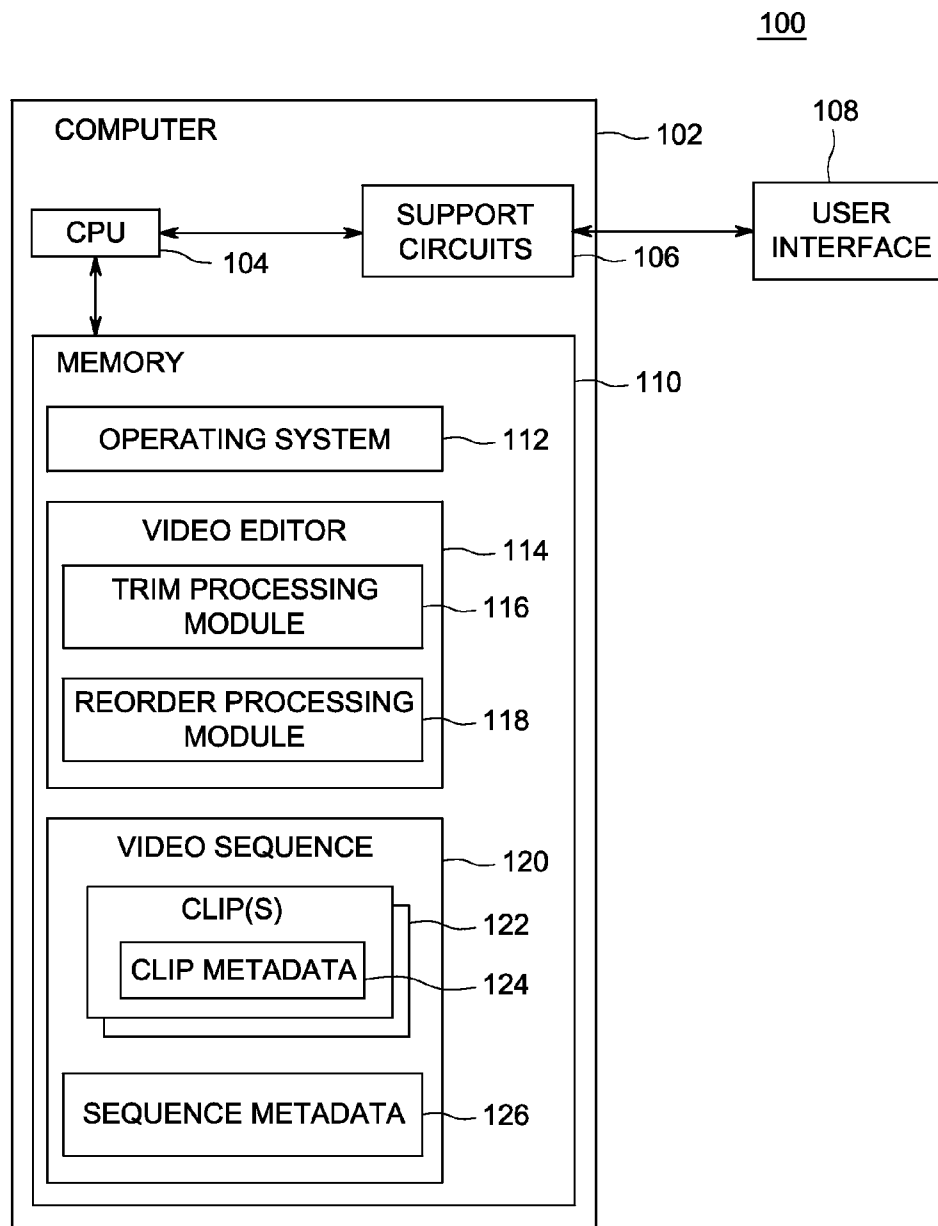 100
COMPUTER
102
108
CPU
104
SUPPORT
CIRCUITS
106
USER
INTERFACE
MEMORY
110
OPERATING SYSTEM
112
VIDEO EDITOR
114
TRIM PROCESSING
MODULE
116
REORDER PROCESSING
MODULE
118
VIDEO SEQUENCE
120
CLIP(S)
122
CLIP METADATA
124
SEQUENCE METADATA
126